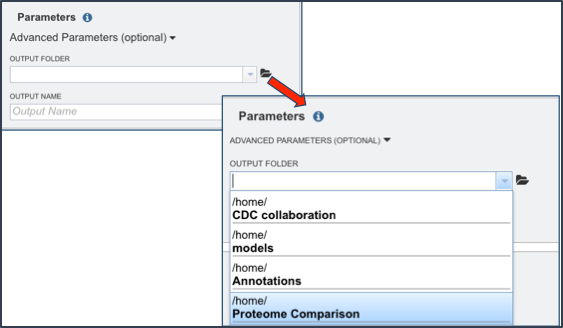 Parameters
Advanced Parameters (optional)
OUTPUT FOLDER
OUTPUT NAME
Output Name
Parameters
ADVANCED PARAMETERS (OPTIONAL)
OUTPUT FOLDER
/home/
CDC collaboration
/home/
models
/home/
Annotations
/home/
Proteome Comparison